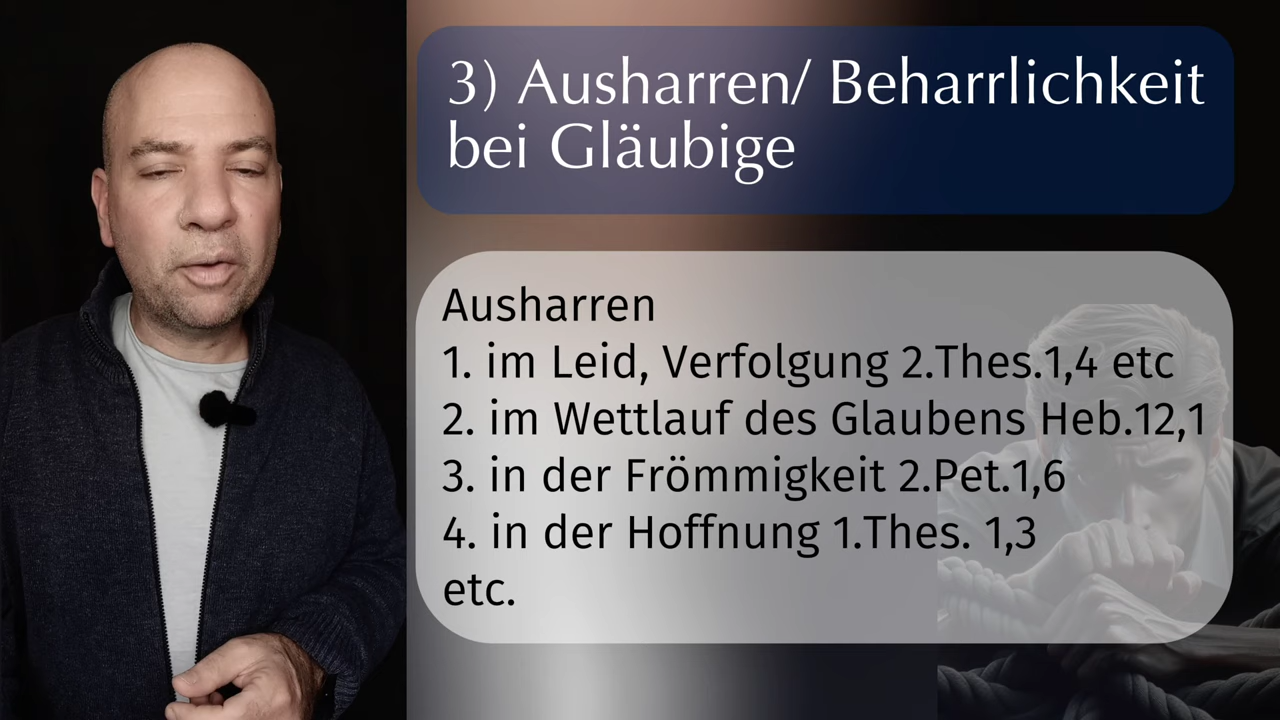 3) Ausharren/ Beharrlichkeit
bei Gläubige
Ausharren
1. im Leid, Verfolgung 2.Thes.1,4 etc
2. im Wettlauf des Glaubens Heb.12,1
3. in der Frömmigkeit 2.Pet.1,6
4. in der Hoffnung 1.Thes. 1,3
etc.